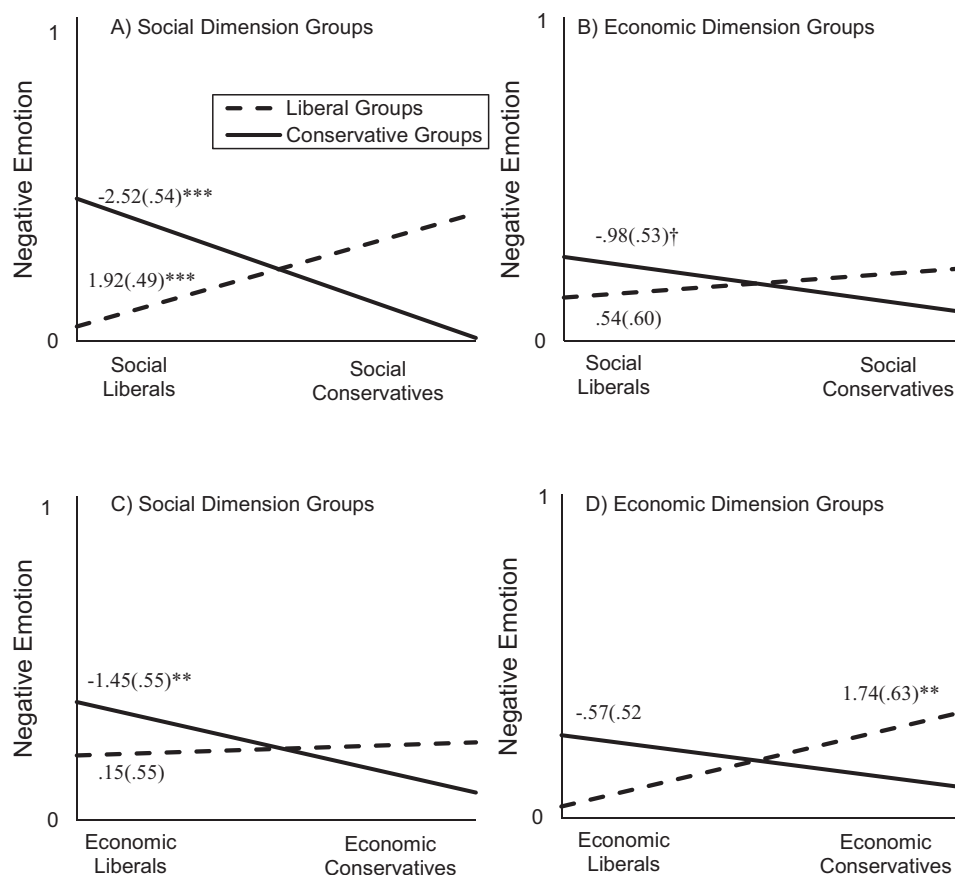 1
A) Social Dimension Groups
Liberal Groups
Conservative Groups
Negative Emotion
-2.52(.54)***
1.92(.49)***
0
Social
Liberals
Social
Conservatives
1
B) Economic Dimension Groups
Negative Emotion
-.98(.53)†
.54(.60)
0
Social
Liberals
Social
Conservatives
1
C) Social Dimension Groups
Negative Emotion
-1.45(.55)**
.15(.55)
0
Economic
Liberals
Economic
Conservatives
1
D) Economic Dimension Groups
Negative Emotion
-.57(.52
1.74(.63)**
0
Economic
Liberals
Economic
Conservatives